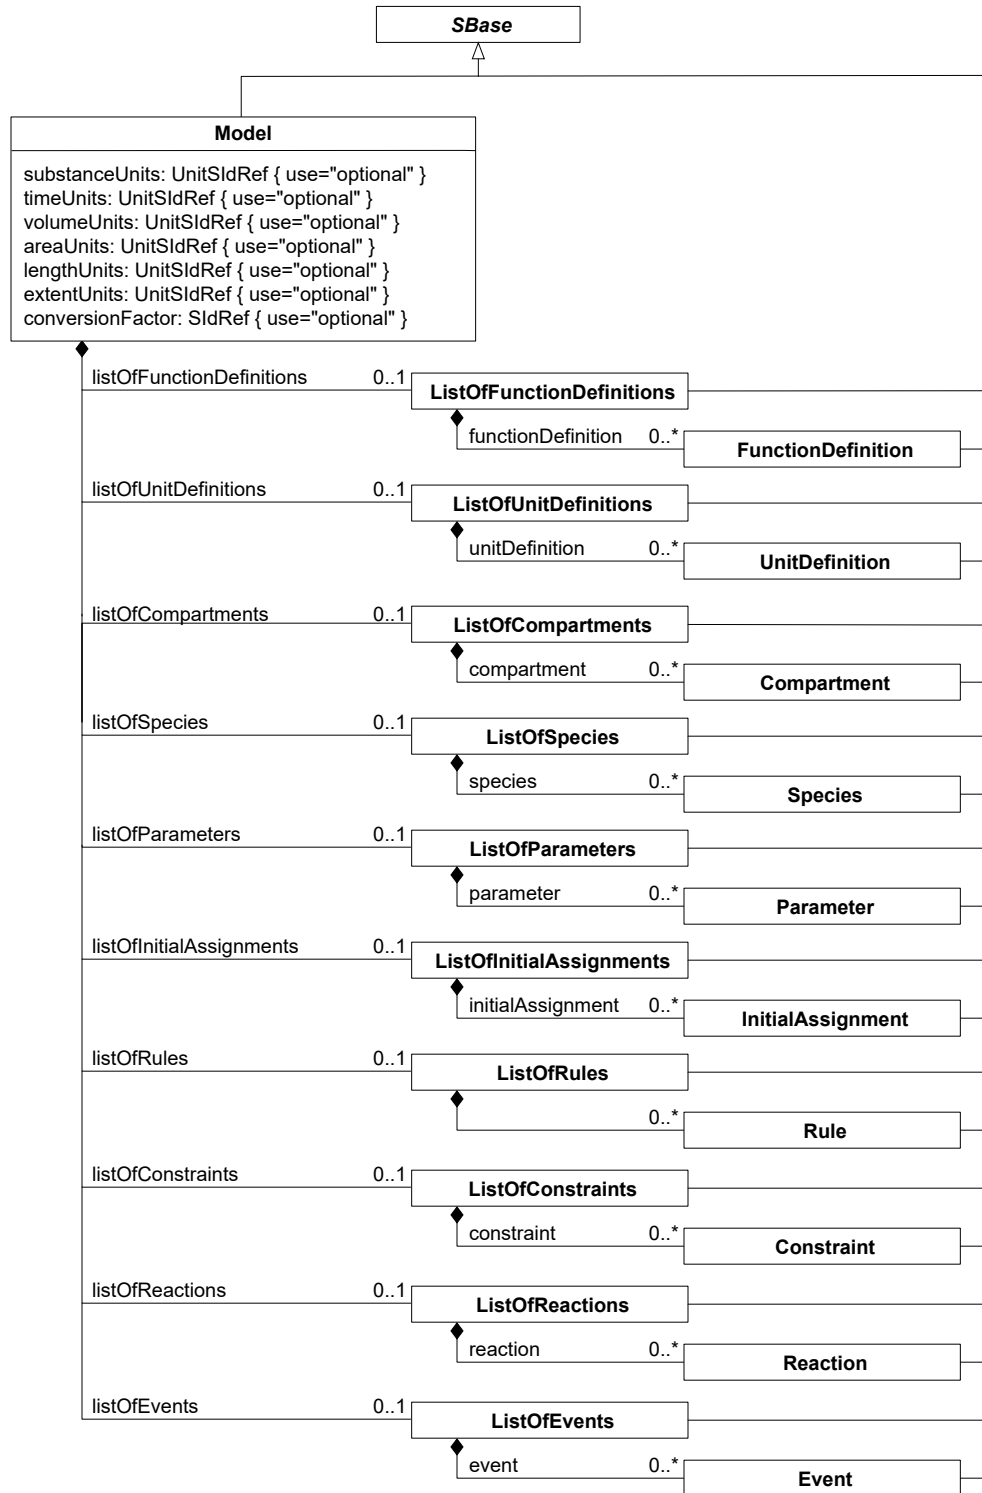 SBase
Model
substanceUnits: UnitSIdRef { use="optional" }
timeUnits: UnitSIdRef { use="optional" }
volumeUnits: UnitSIdRef { use="optional" }
areaUnits: UnitSIdRef { use="optional" }
lengthUnits: UnitSIdRef { use="optional" }
extentUnits: UnitSIdRef { use="optional" }
conversionFactor: SIdRef { use="optional" }
listOfFunctionDefinitions 0..1
ListOfFunctionDefinitions
functionDefinition 0..*
FunctionDefinition
listOfUnitDefinitions 0..1
ListOfUnitDefinitions
unitDefinition 0..*
UnitDefinition
listOfCompartments 0..1
ListOfCompartments
compartment 0..*
Compartment
listOfSpecies 0..1
ListOfSpecies
species 0..*
Species
listOfParameters 0..1
ListOfParameters
parameter 0..*
Parameter
listOfInitialAssignments 0..1
ListOfInitialAssignments
initialAssignment 0..*
InitialAssignment
listOfRules 0..1
ListOfRules
0..*
Rule
listOfConstraints 0..1
ListOfConstraints
constraint 0..*
Constraint
listOfReactions 0..1
ListOfReactions
reaction 0..*
Reaction
listOfEvents 0..1
ListOfEvents
event 0..*
Event